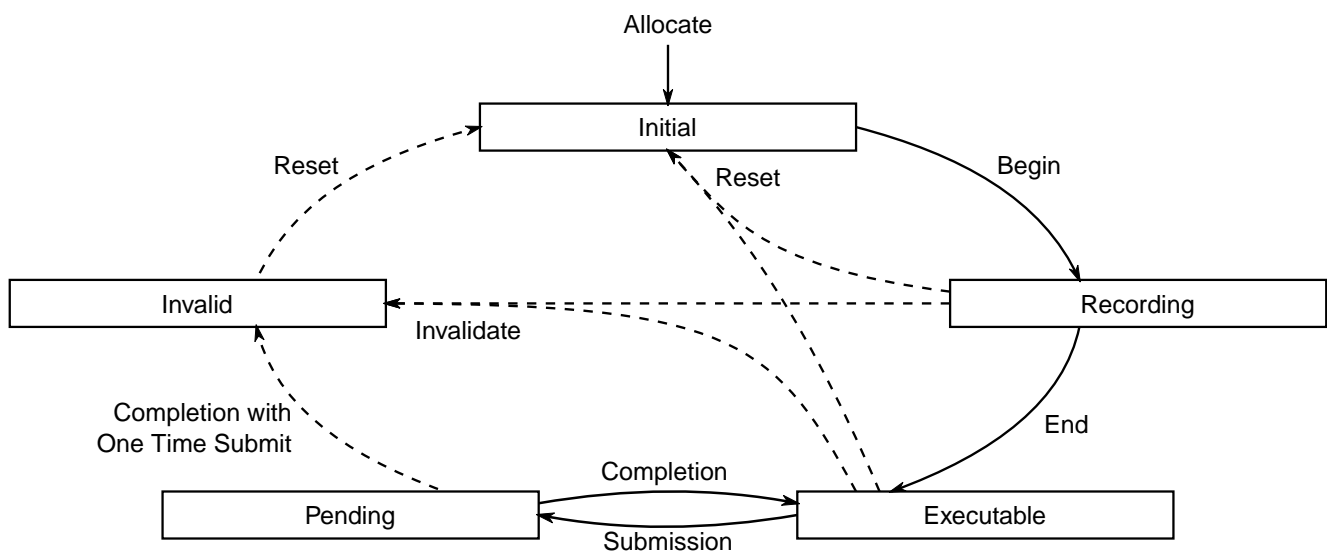 Allocate
Initial
Reset
Reset
Begin
Invalid
Recording
Invalidate
Completion with
One Time Submit
End
Completion
Pending
Executable
Submission